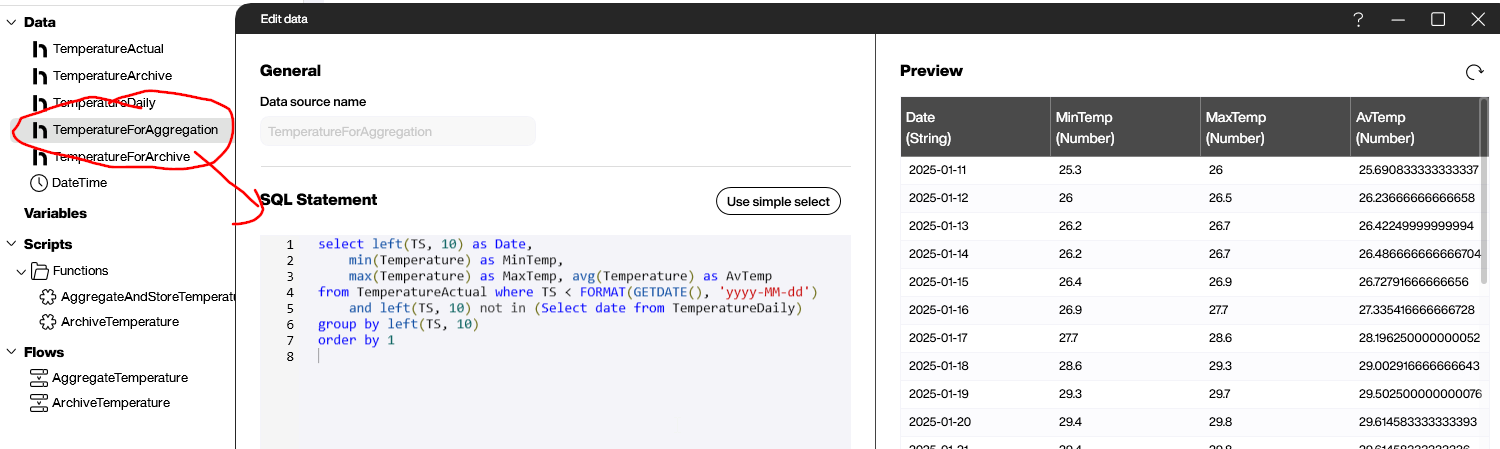 Data
TemperatureActual
TemperatureArchive
TemperatureDaily
TemperatureForAggregation
TemperatureForArchive
DateTime
Variables
Scripts
Functions
AggregateAndStoreTemperat
ArchiveTemperature
Flows
AggregateTemperature
ArchiveTemperature
Edit data
General
Data source name
TemperatureForAggregation
SQL Statement
Use simple select
1 select left(TS, 10) as Date,
2 min(Temperature) as MinTemp,
3 max(Temperature) as MaxTemp, avg(Temperature) as AvTemp
4 from TemperatureActual where TS < FORMAT(GETDATE(), 'yyyy-MM-dd')
5 and left(TS, 10) not in (Select date from TemperatureDaily)
6 group by left(TS, 10)
7 order by 1
8
Preview
Date MinTemp MaxTemp AvTemp
(String) (Number) (Number) (Number)
2025-01-11 25.3 26 25.690833333333337
2025-01-12 26 26.5 26.23666666666658
2025-01-13 26.2 26.7 26.42249999999994
2025-01-14 26.2 26.7 26.486666666666704
2025-01-15 26.4 26.9 26.72791666666656
2025-01-16 26.9 27.7 27.335416666666728
2025-01-17 27.7 28.6 28.196250000000052
2025-01-18 28.6 29.3 29.002916666666643
2025-01-19 29.3 29.7 29.502500000000076
2025-01-20 29.4 29.8 29.614583333333393